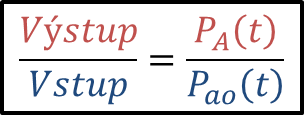 Výstup / Vstup = P_A(t) / P_ao(t)